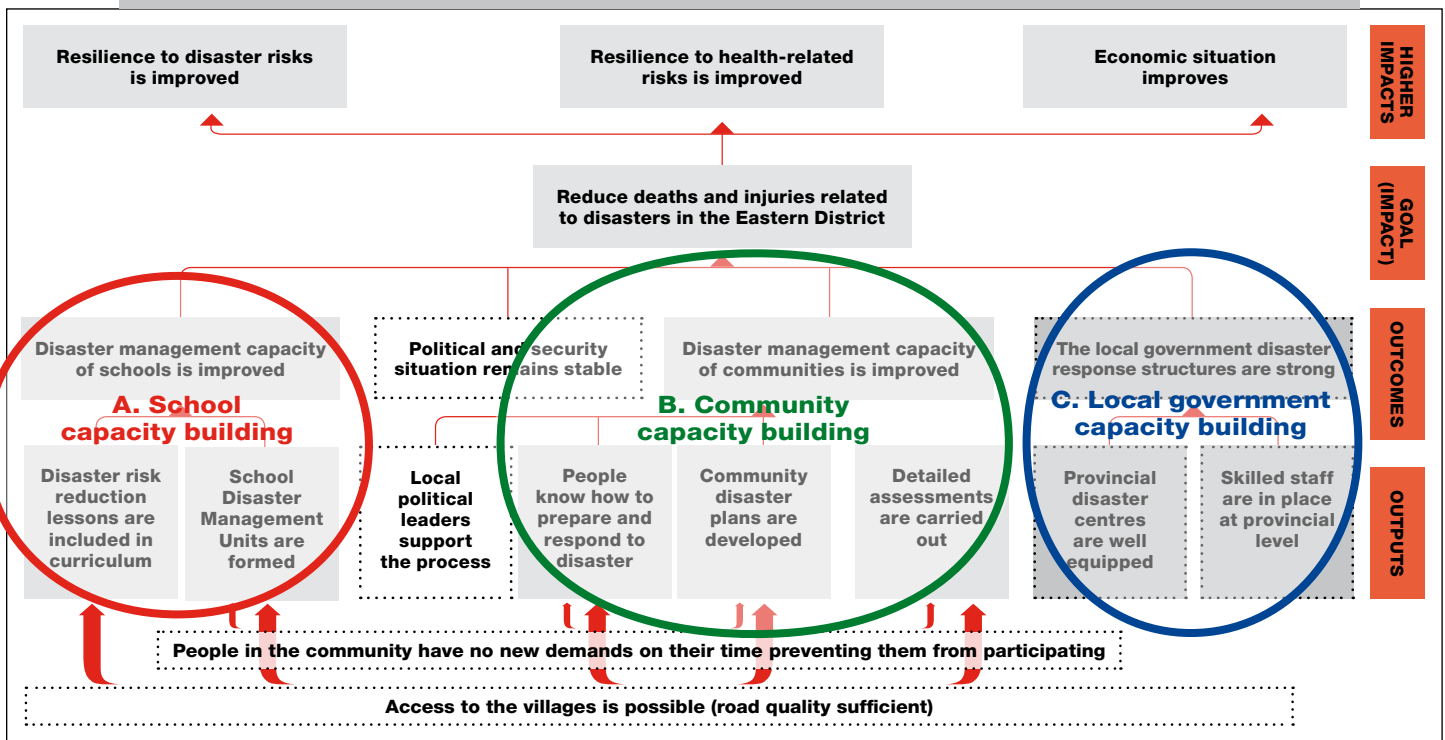 Resilience to disaster risks
is improved
Resilience to health-related
risks is improved
Economic situation
improves
HIGHER
IMPACTS
Reduce deaths and injuries related
to disasters in the Eastern District
GOAL
(IMPACT)
Disaster management capacity
of schools is improved
Political and security
situation remains stable
Disaster management capacity
of communities is improved
The local government disaster
response structures are strong
OUTCOMES
A. School
capacity building
B. Community
capacity building
C. Local government
capacity building
Disaster risk
reduction
lessons are
included in
curriculum
School
Disaster
Management
Units are
formed
Local
political
leaders
support
the process
People
know how to
prepare and
respond to
disaster
Community
disaster
plans are
developed
Detailed
assessments
are carried
out
Provincial
disaster
centres
are well
equipped
Skilled staff
are in place
at provincial
level
OUTPUTS
People in the community have no new demands on their time preventing them from participating
Access to the villages is possible (road quality sufficient)